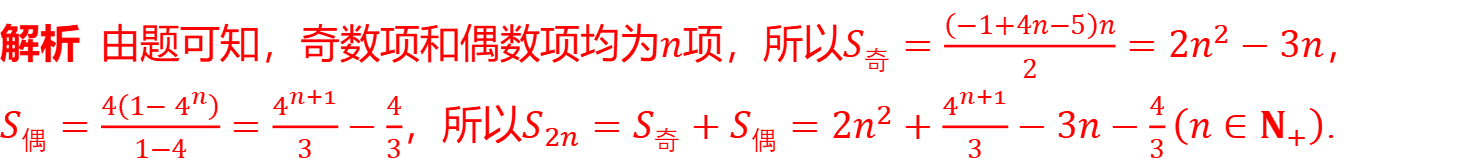 解析 由题可知，奇数项和偶数项均为n项，所以S奇 = (−1+4n−5)n/2 = 2n² − 3n，
S偶 = 4(1− 4ⁿ)/1−4 = 4ⁿ⁺¹/3 − 4/3，所以S₂ₙ = S奇 + S偶 = 2n² + 4ⁿ⁺¹/3 − 3n − 4/3 (n ∈ N₊).